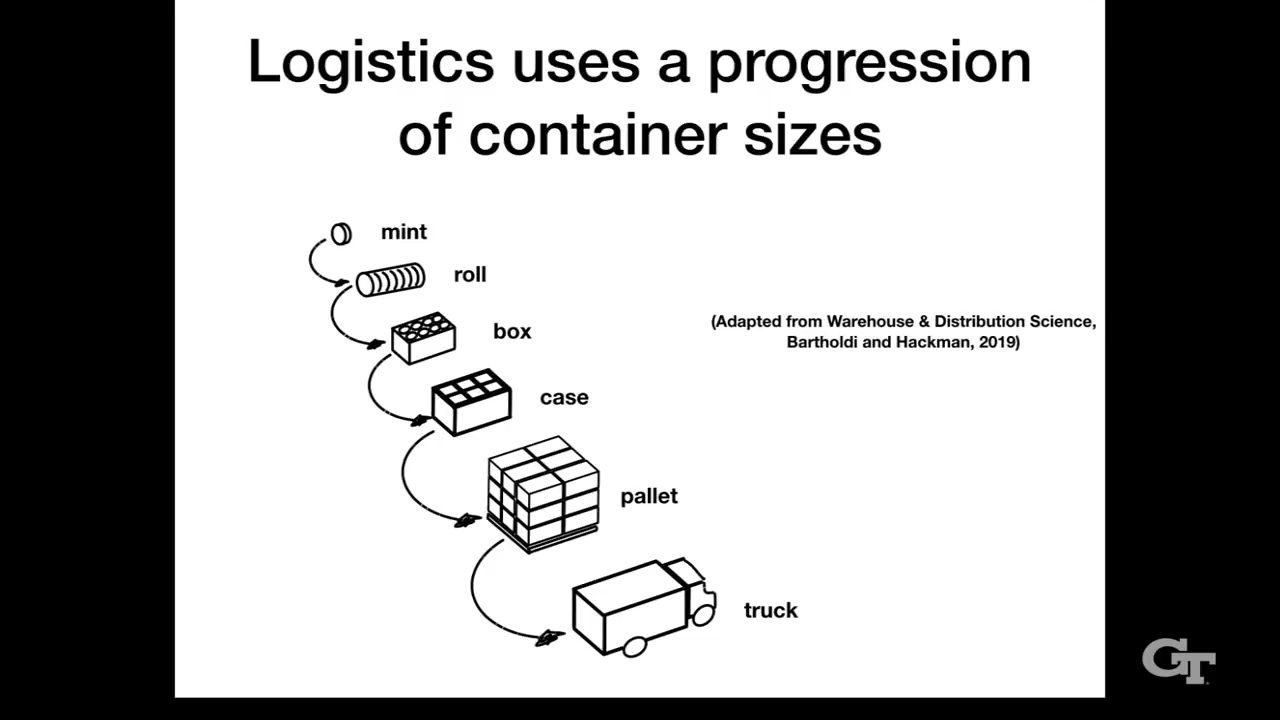 Logistics uses a progression
of container sizes
mint
roll
(Adapted from Warehouse & Distribution Science,
Bartholdi and Hackman, 2019)
box
case
pallet
truck
GT